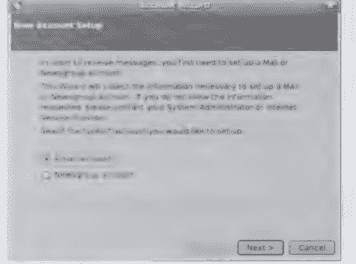 Account Wizard
New Account Setup
In order to receive messages, you first need to set up a Mail or
Newsgroup account.
This Wizard will collect the information necessary to set up a Mail
or Newsgroup account. If you do not know the information
requested, please contact your System Administrator or Internet
Service Provider.
Select the type of account you would like to set up:
Email account
Newsgroup account
Next >
Cancel